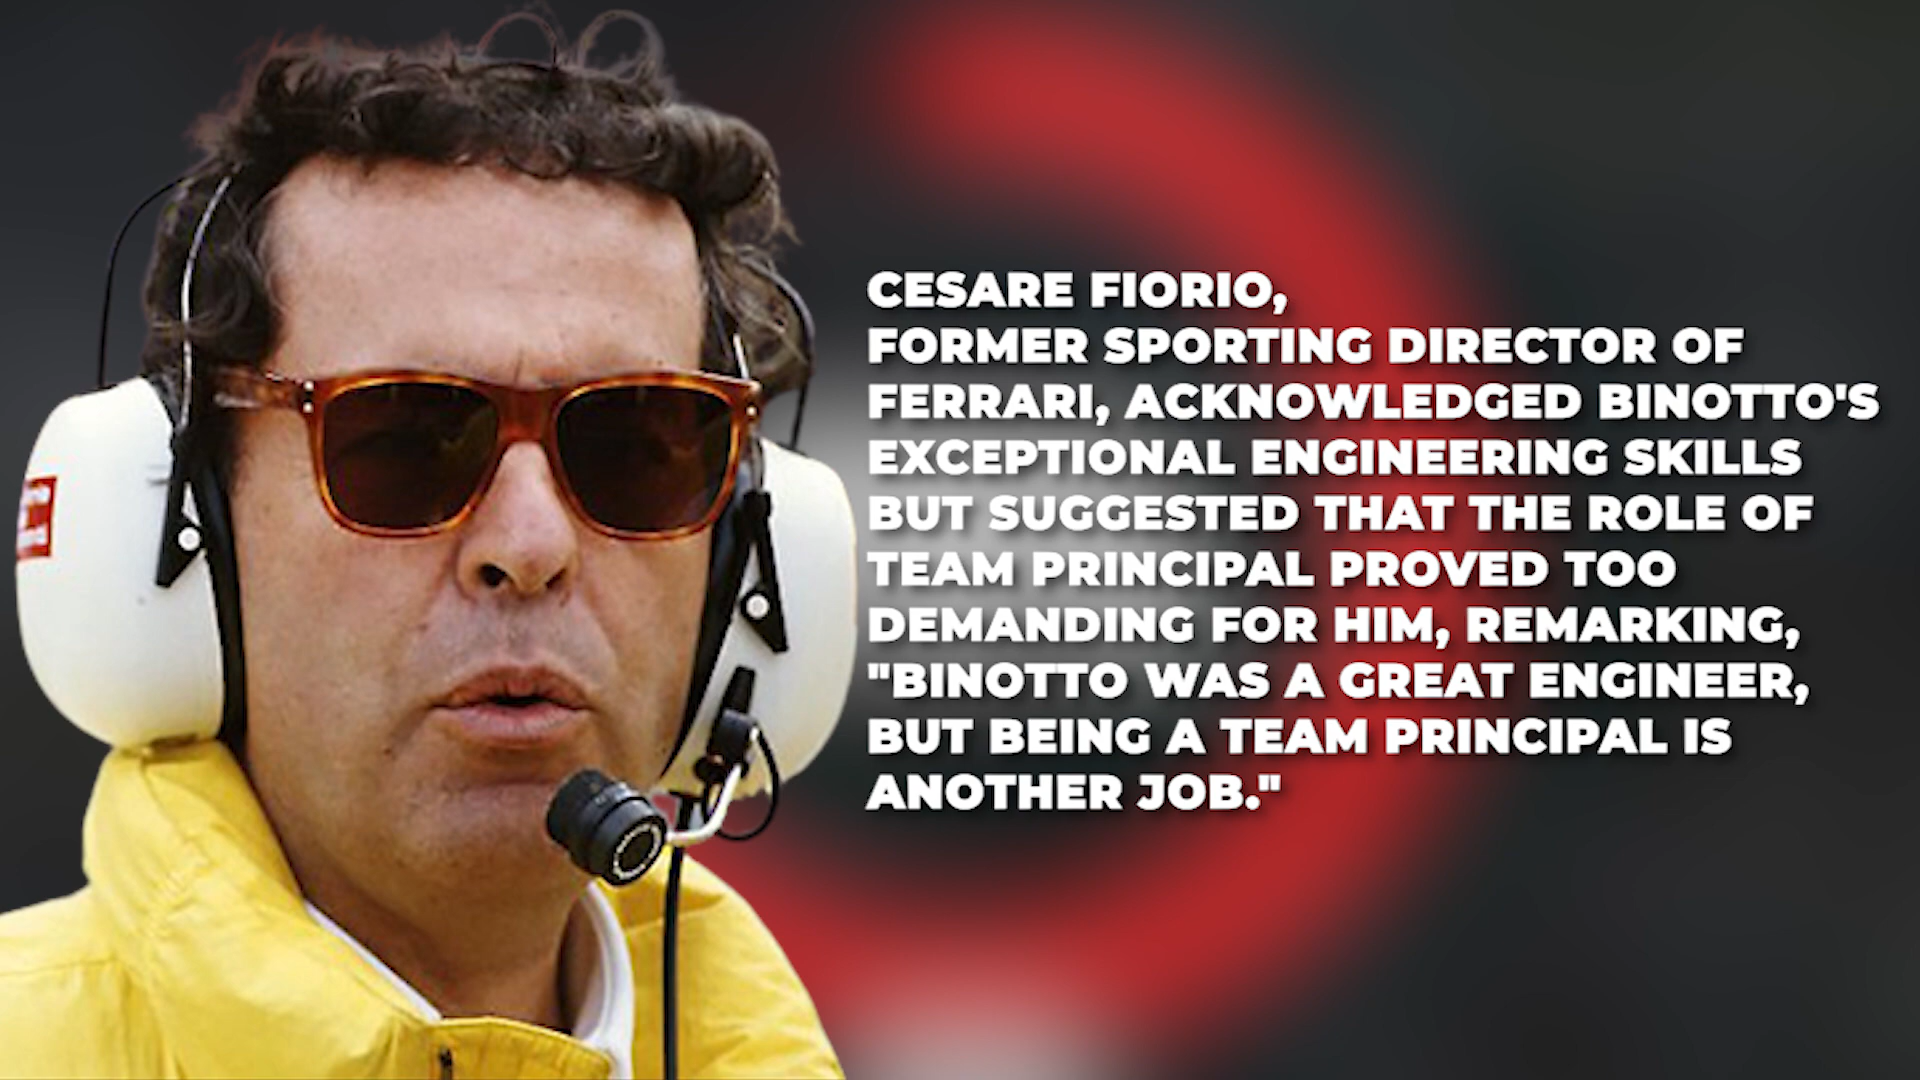 CESARE FIORIO,
FORMER SPORTING DIRECTOR OF
FERRARI, ACKNOWLEDGED BINOTTO'S
EXCEPTIONAL ENGINEERING SKILLS
BUT SUGGESTED THAT THE ROLE OF
TEAM PRINCIPAL PROVED TOO
DEMANDING FOR HIM, REMARKING,
"BINOTTO WAS A GREAT ENGINEER,
BUT BEING A TEAM PRINCIPAL IS
ANOTHER JOB."